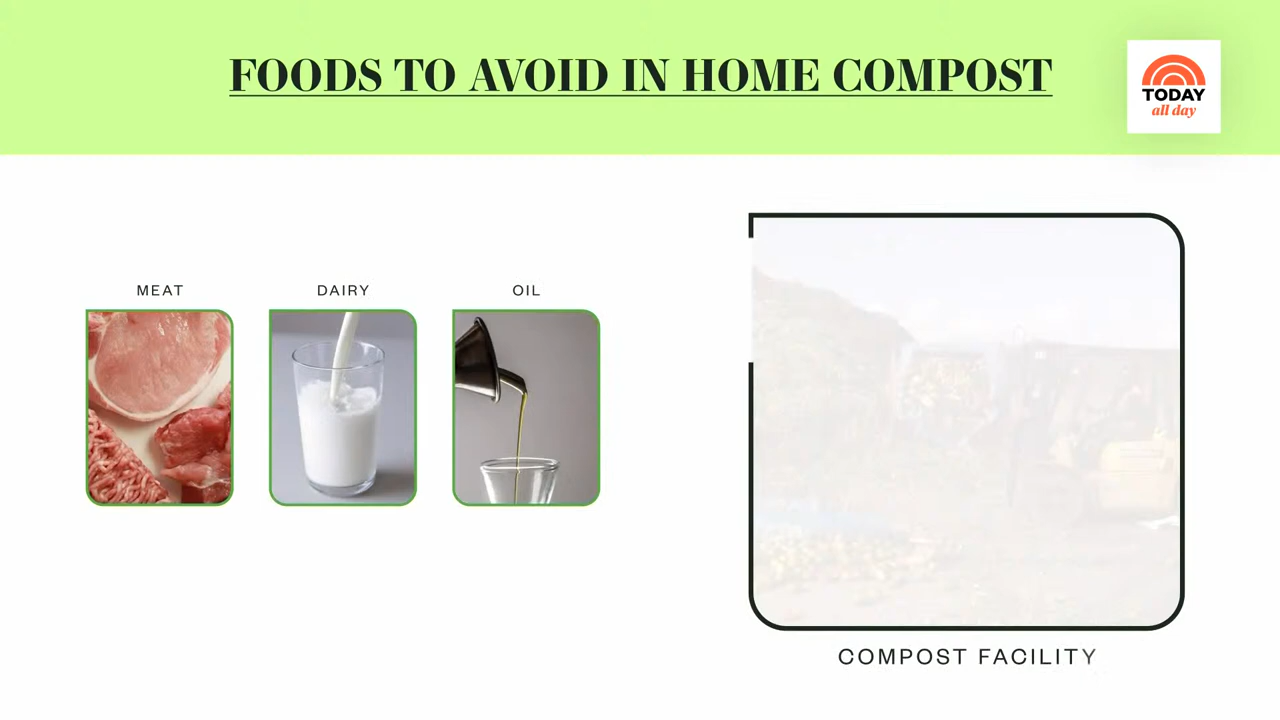 FOODS TO AVOID IN HOME COMPOST
TODAY
all day
MEAT
DAIRY
OIL
COMPOST FACILITY